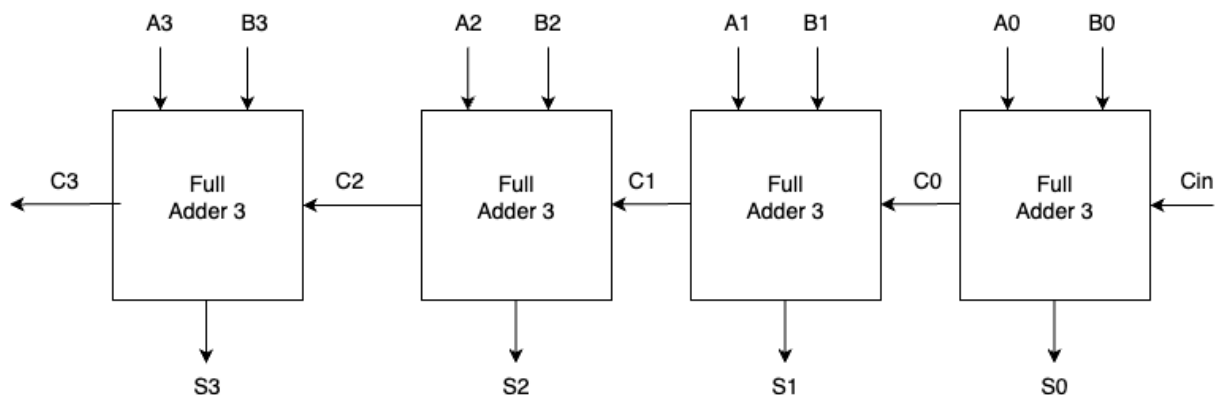 A3
B3
A2
B2
A1
B1
A0
B0
C3
Full
Adder 3
C2
Full
Adder 3
C1
Full
Adder 3
C0
Full
Adder 3
Cin
S3
S2
S1
S0